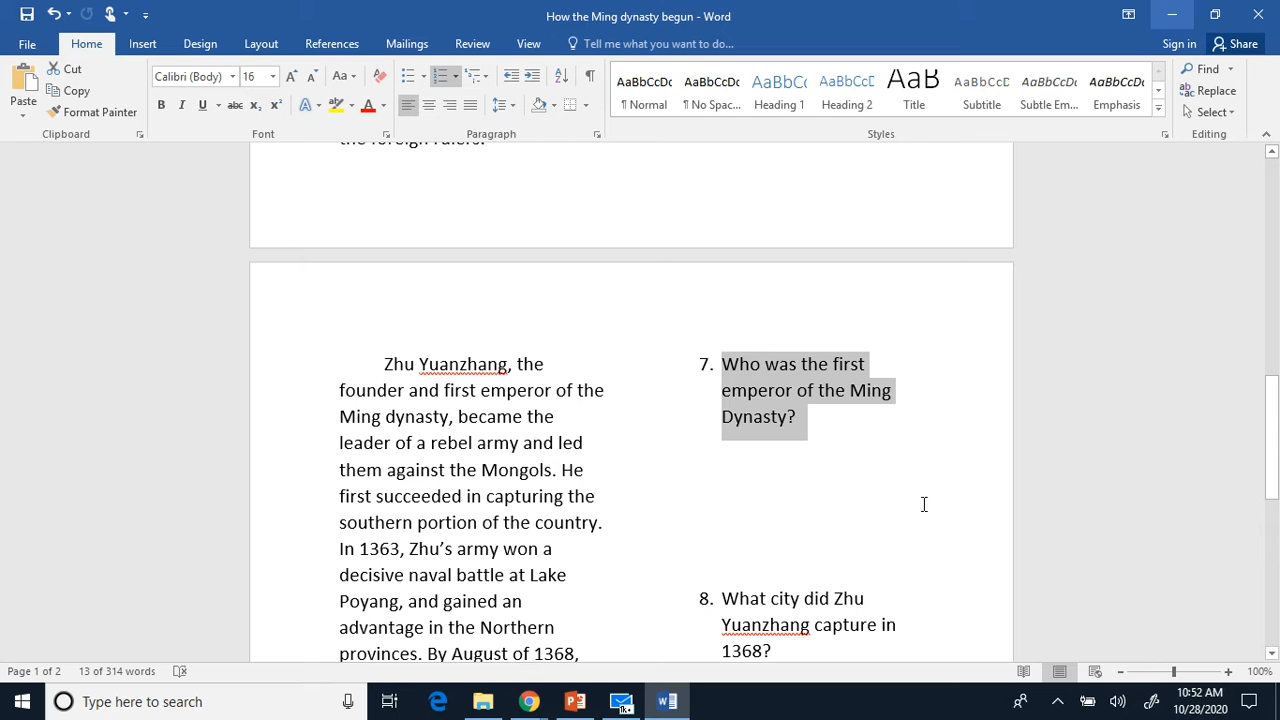 How the Ming dynasty begun - Word
File Home Insert Design Layout References Mailings Review View Tell me what you want to do... Sign in Share
Paste Cut Copy Format Painter
Clipboard
Calibri (Body) 16
Font
Paragraph
AaBbCcDc AaBbCcDc AaBbCc AaBbCcC AaB AaBbCcD AaBbCcDc AaBbCcDc
¶ Normal ¶ No Spac... Heading 1 Heading 2 Title Subtitle Subtle Em... Emphasis
Styles
Find
Replace
Select
Editing
the foreign rulers.
Zhu Yuanzhang, the
founder and first emperor of the
Ming dynasty, became the
leader of a rebel army and led
them against the Mongols. He
first succeeded in capturing the
southern portion of the country.
In 1363, Zhu’s army won a
decisive naval battle at Lake
Poyang, and gained an
advantage in the Northern
provinces. By August of 1368,
7. Who was the first
emperor of the Ming
Dynasty?
8. What city did Zhu
Yuanzhang capture in
1368?
Page 1 of 2 13 of 314 words 100%
Type here to search
10:52 AM
10/28/2020